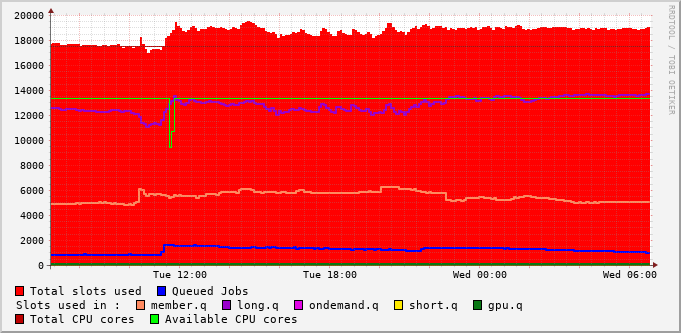 20000
18000
16000
14000
12000
10000
8000
6000
4000
2000
0
Tue 12:00 Tue 18:00 Wed 00:00 Wed 06:00
RRDTOOL / TOBI OETIKER
Total slots used Queued Jobs
Slots used in : member.q long.q ondemand.q short.q gpu.q
Total CPU cores Available CPU cores